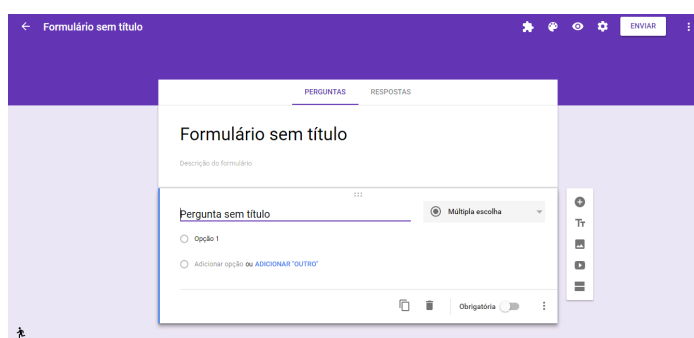 Formulário sem título
ENVIAR
PERGUNTAS RESPOSTAS
Formulário sem título
Descrição do formulário
Pergunta sem título
Múltipla escolha
Opção 1
Adicionar opção ou ADICIONAR "OUTRO"
Obrigatória